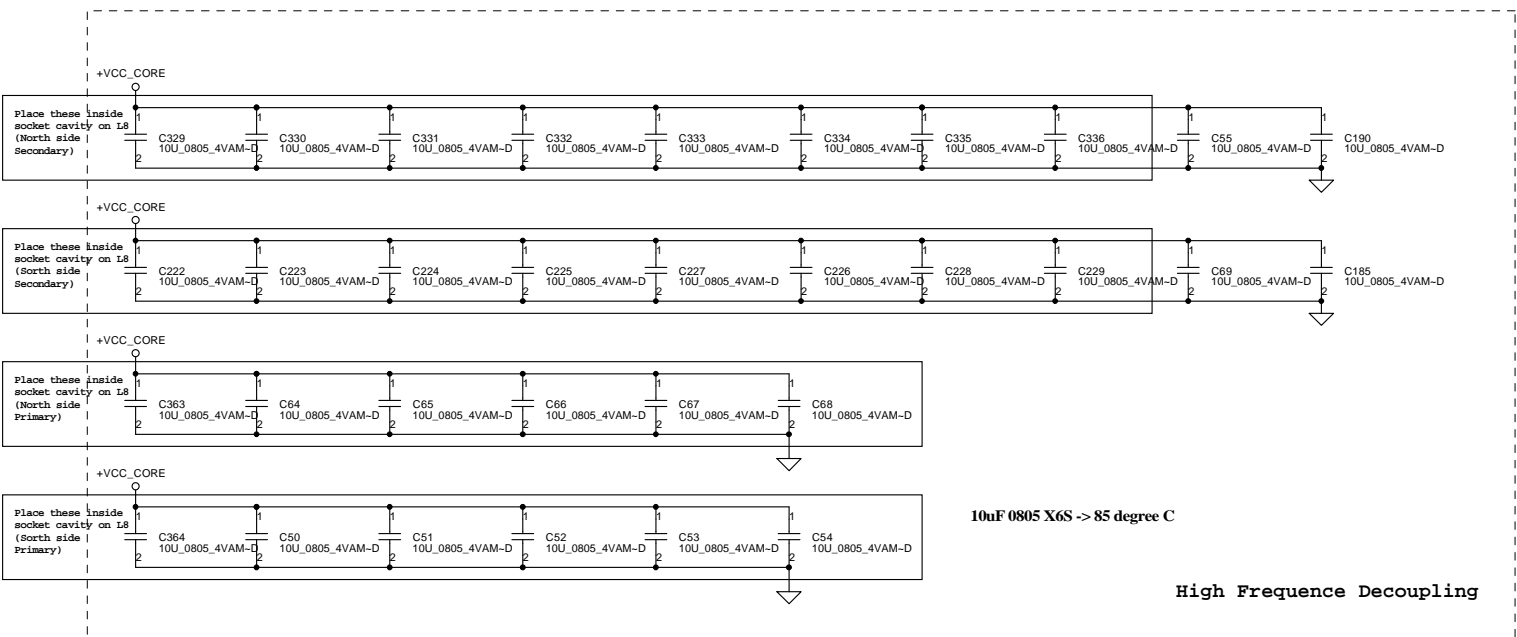 +VCC_CORE
Place these inside
socket cavity on L8
(North side
Secondary)
1 1 1 1 1 1 1 1 1 1
C329 C330 C331 C332 C333 C334 C335 C336 C55 C190
10U_0805_4VAM~D 10U_0805_4VAM~D 10U_0805_4VAM~D 10U_0805_4VAM~D 10U_0805_4VAM~D 10U_0805_4VAM~D 10U_0805_4VAM~D 10U_0805_4VAM~D 10U_0805_4VAM~D 10U_0805_4VAM~D
2 2 2 2 2 2 2 2 2 2
+VCC_CORE
Place these inside
socket cavity on L8
(Sorth side
Secondary)
1 1 1 1 1 1 1 1 1 1
C222 C223 C224 C225 C227 C226 C228 C229 C69 C185
10U_0805_4VAM~D 10U_0805_4VAM~D 10U_0805_4VAM~D 10U_0805_4VAM~D 10U_0805_4VAM~D 10U_0805_4VAM~D 10U_0805_4VAM~D 10U_0805_4VAM~D 10U_0805_4VAM~D 10U_0805_4VAM~D
2 2 2 2 2 2 2 2 2 2
+VCC_CORE
Place these inside
socket cavity on L8
(North side
Primary)
1 1 1 1 1 1
C363 C64 C65 C66 C67 C68
10U_0805_4VAM~D 10U_0805_4VAM~D 10U_0805_4VAM~D 10U_0805_4VAM~D 10U_0805_4VAM~D 10U_0805_4VAM~D
2 2 2 2 2 2
+VCC_CORE
Place these inside
socket cavity on L8
(Sorth side
Primary)
1 1 1 1 1 1
C364 C50 C51 C52 C53 C54
10U_0805_4VAM~D 10U_0805_4VAM~D 10U_0805_4VAM~D 10U_0805_4VAM~D 10U_0805_4VAM~D 10U_0805_4VAM~D
2 2 2 2 2 2
10uF 0805 X6S -> 85 degree C
High Frequence Decoupling